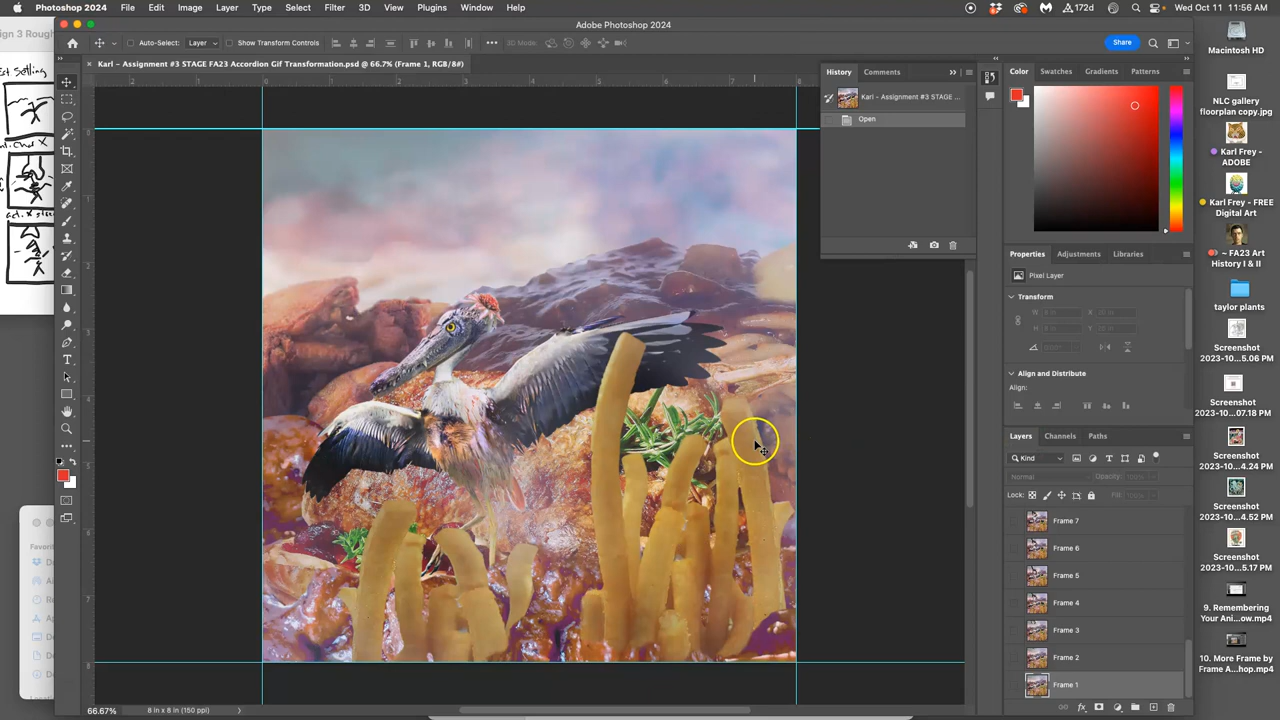 Photoshop 2024 File Edit Image Layer Type Select Filter 3D View Plugins Window Help 172d Wed Oct 11 11:56 AM
Adobe Photoshop 2024
Auto-Select: Layer Show Transform Controls 3D Mode: Share
Karl – Assignment #3 STAGE FA23 Accordion Gif Transformation.psd @ 66.7% (Frame 1, RGB/8#)
History Comments
Karl - Assignment #3 STAGE ...
Open
Color Swatches Gradients Patterns
Properties Adjustments Libraries
Pixel Layer
Transform
Align and Distribute
Align:
Layers Channels Paths
Kind
Normal Opacity:
Lock: Fill:
Frame 7
Frame 6
Frame 5
Frame 4
Frame 3
Frame 2
Frame 1
66.67% 8 in x 8 in (150 ppi)
Macintosh HD
NLC gallery
floorplan copy.jpg
Karl Frey -
ADOBE
Karl Frey - FREE
Digital Art
~ FA23 Art
History I & II
taylor plants
Screenshot
2023-10...5.06 PM
Screenshot
2023-10...07.18 PM
Screenshot
2023-10...4.24 PM
Screenshot
2023-10...4.52 PM
Screenshot
2023-10...5.17 PM
9. Remembering
Your Ani...ow.mp4
10. More Frame by
Frame A...hop.mp4